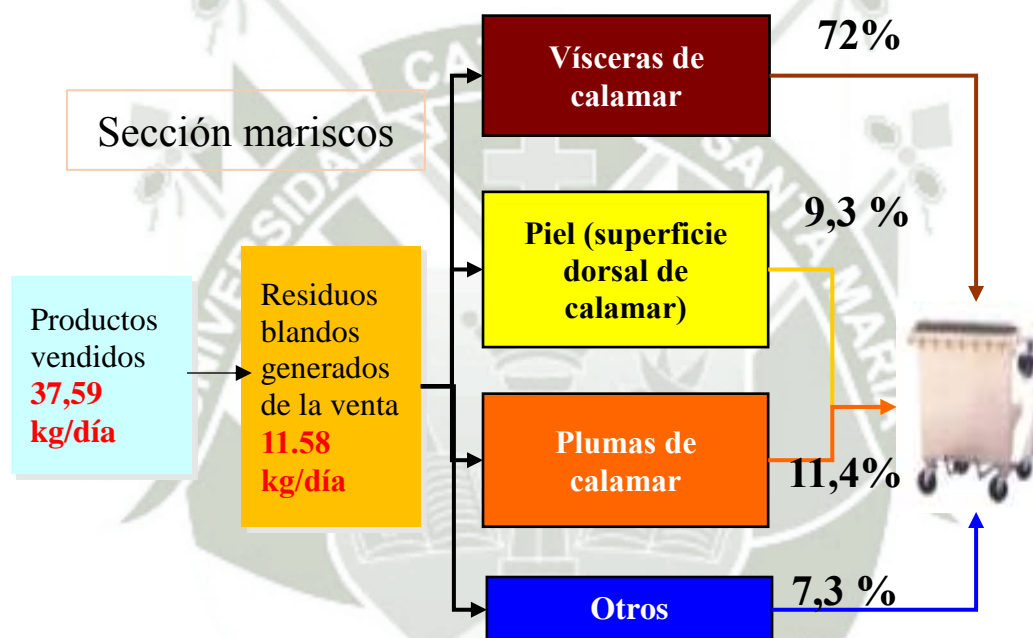 Sección mariscos
Productos
vendidos
37,59
kg/día
Residuos
blandos
generados
de la venta
11.58
kg/día
Vísceras de
calamar
72%
Piel (superficie
dorsal de
calamar)
9,3 %
Plumas de
calamar
11,4%
Otros
7,3 %